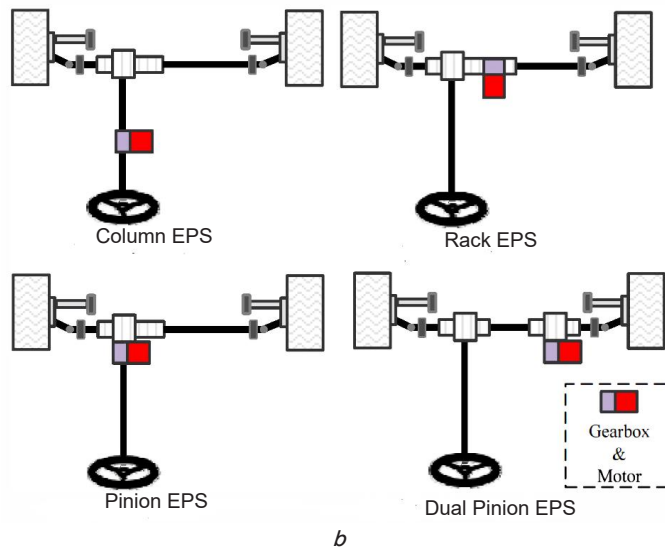 Column EPS
Rack EPS
Pinion EPS
Dual Pinion EPS
Gearbox
&
Motor
b